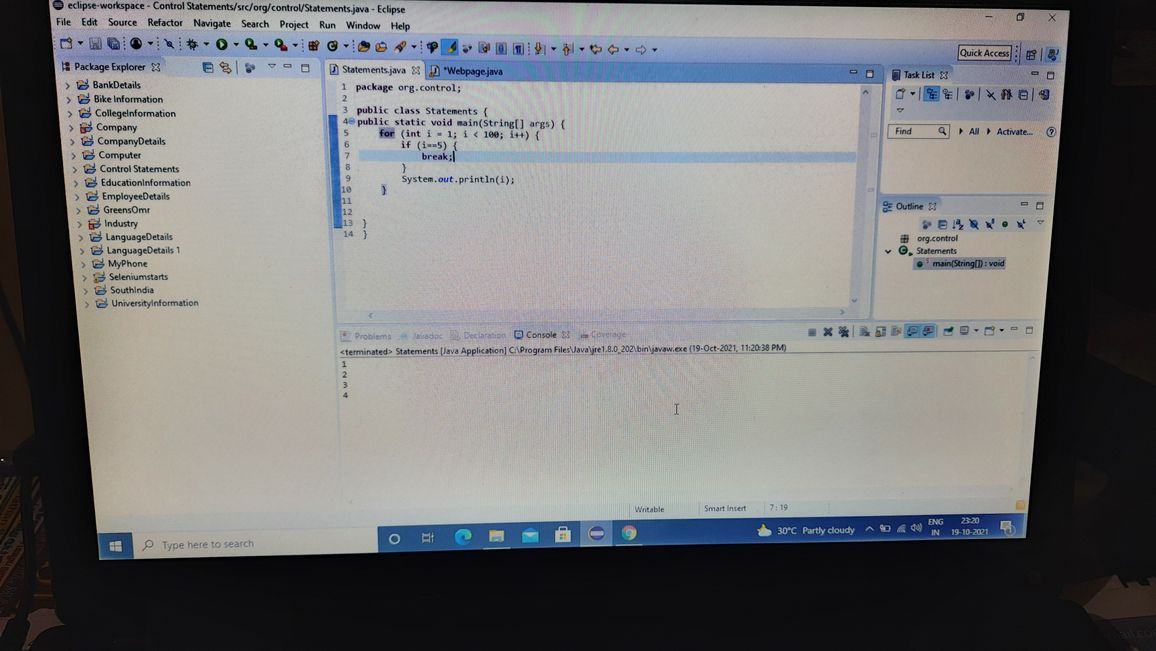 eclipse-workspace - Control Statements/src/org/control/Statements.java - Eclipse
File Edit Source Refactor Navigate Search Project Run Window Help
Quick Access
Package Explorer
BankDetails
Bike Information
CollegeInformation
Company
CompanyDetails
Computer
Control Statements
EducationInformation
EmployeeDetails
GreensOmr
Industry
LanguageDetails
LanguageDetails 1
MyPhone
Seleniumstarts
SouthIndia
UniversityInformation
Statements.java *Webpage.java
1 package org.control;
2
3 public class Statements {
4 public static void main(String[] args) {
5 for (int i = 1; i < 100; i++) {
6 if (i==5) {
7 break;
8 }
9 System.out.println(i);
10 }
11
12
13 }
14 }
Task List
Find All Activate...
Outline
org.control
Statements
main(String[]) : void
Problems Javadoc Declaration Console Coverage
<terminated> Statements [Java Application] C:\Program Files\Java\jre1.8.0_202\bin\javaw.exe (19-Oct-2021, 11:20:38 PM)
1
2
3
4
Writable Smart Insert 7 : 19
Type here to search
30°C Partly cloudy
ENG
IN
23:20
19-10-2021